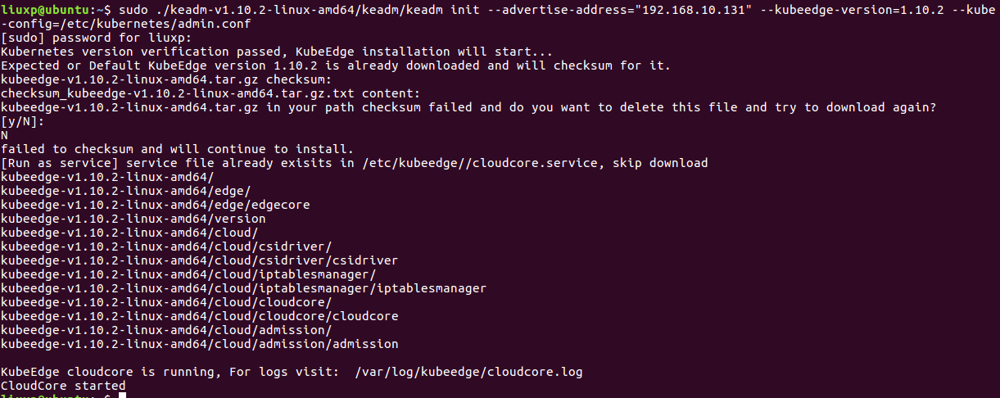 liuxp@ubuntu:~$ sudo ./keadm-v1.10.2-linux-amd64/keadm/keadm init --advertise-address="192.168.10.131" --kubeedge-version=1.10.2 --kube
-config=/etc/kubernetes/admin.conf
[sudo] password for liuxp:
Kubernetes version verification passed, KubeEdge installation will start...
Expected or Default KubeEdge version 1.10.2 is already downloaded and will checksum for it.
kubeedge-v1.10.2-linux-amd64.tar.gz checksum:
checksum_kubeedge-v1.10.2-linux-amd64.tar.gz.txt content:
kubeedge-v1.10.2-linux-amd64.tar.gz in your path checksum failed and do you want to delete this file and try to download again?
[y/N]:
N
failed to checksum and will continue to install.
[Run as service] service file already exisits in /etc/kubeedge//cloudcore.service, skip download
kubeedge-v1.10.2-linux-amd64/
kubeedge-v1.10.2-linux-amd64/edge/
kubeedge-v1.10.2-linux-amd64/edge/edgecore
kubeedge-v1.10.2-linux-amd64/version
kubeedge-v1.10.2-linux-amd64/cloud/
kubeedge-v1.10.2-linux-amd64/cloud/csidriver/
kubeedge-v1.10.2-linux-amd64/cloud/csidriver/csidriver
kubeedge-v1.10.2-linux-amd64/cloud/iptablesmanager/
kubeedge-v1.10.2-linux-amd64/cloud/iptablesmanager/iptablesmanager
kubeedge-v1.10.2-linux-amd64/cloud/cloudcore/
kubeedge-v1.10.2-linux-amd64/cloud/cloudcore/cloudcore
kubeedge-v1.10.2-linux-amd64/cloud/admission/
kubeedge-v1.10.2-linux-amd64/cloud/admission/admission
KubeEdge cloudcore is running, For logs visit:  /var/log/kubeedge/cloudcore.log
CloudCore started
liuxp@ubuntu:~$